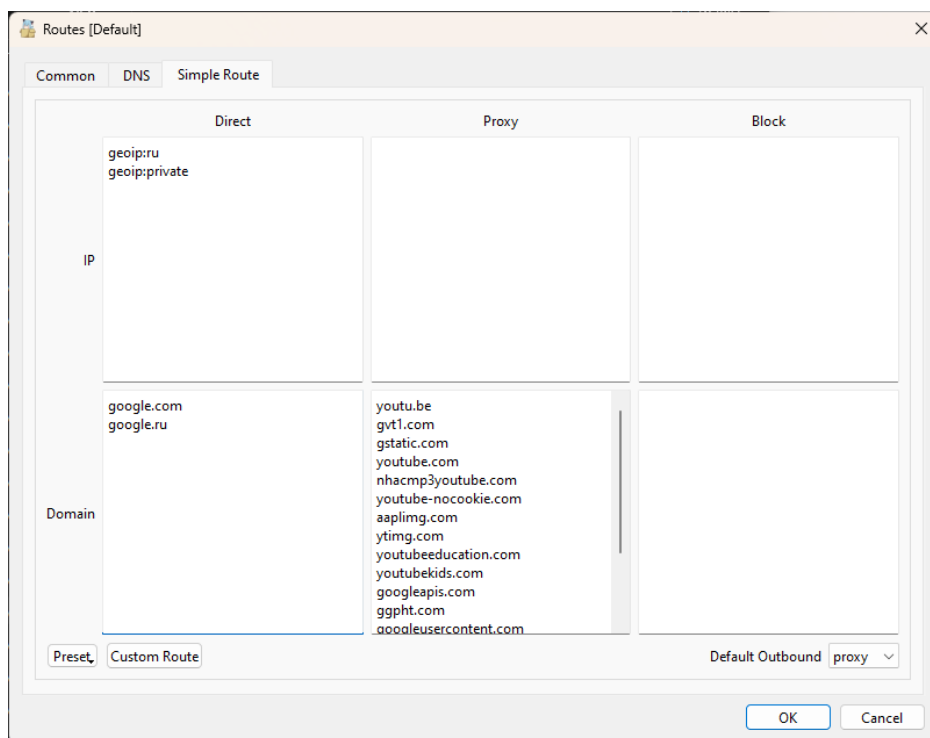 Routes [Default]
Common DNS Simple Route
Direct Proxy Block
IP
geoip:ru
geoip:private
Domain
google.com
google.ru
youtu.be
gvt1.com
gstatic.com
youtube.com
nhacmp3youtube.com
youtube-nocookie.com
aaplimg.com
ytimg.com
youtubeeducation.com
youtubekids.com
googleapis.com
ggpht.com
googleusercontent.com
Preset Custom Route Default Outbound proxy
OK Cancel